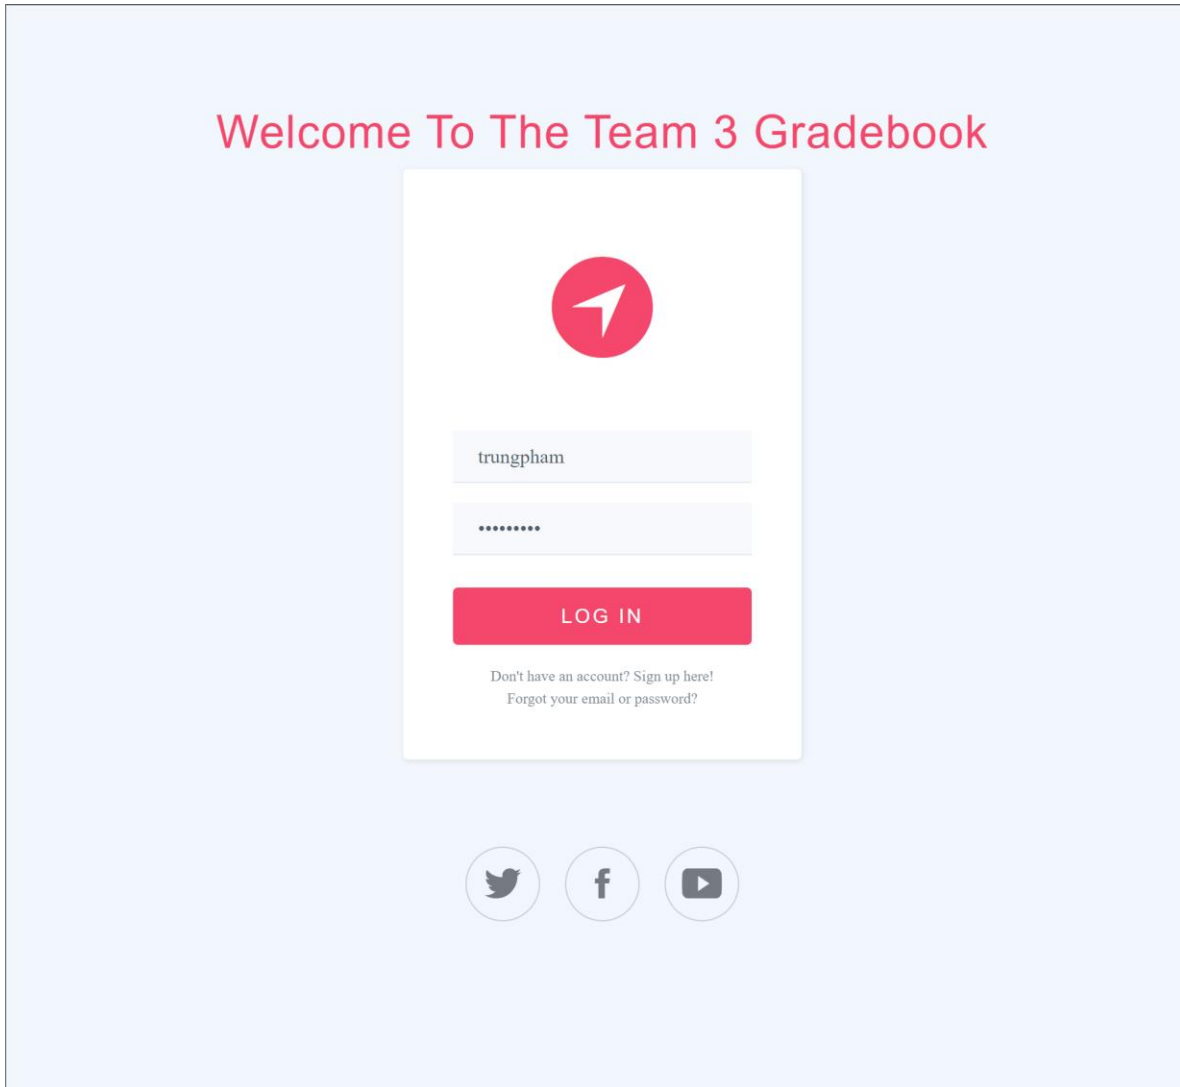 Welcome To The Team 3 Gradebook
trungpham
•••••••••
LOG IN
Don't have an account? Sign up here!
Forgot your email or password?